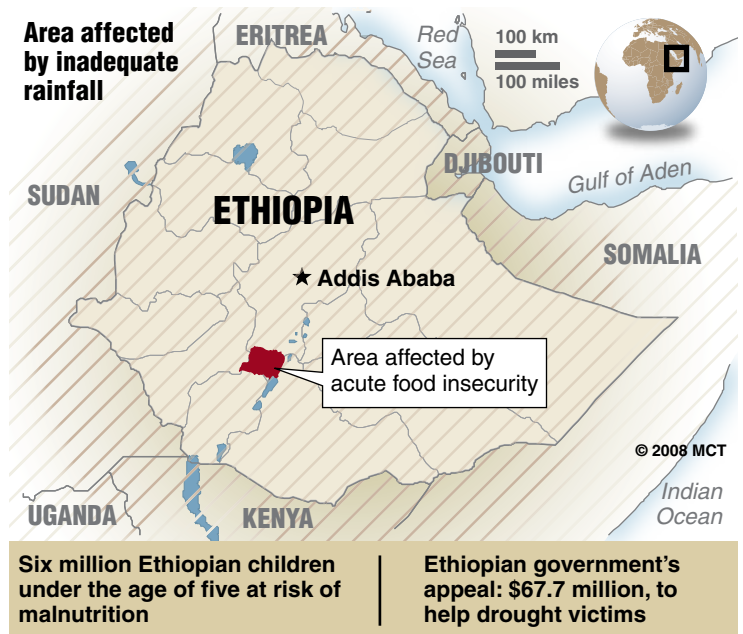 Area affected
by inadequate
rainfall
ERITREA
Red
Sea
100 km
100 miles
DJIBOUTI
Gulf of Aden
SUDAN
ETHIOPIA
SOMALIA
Addis Ababa
Area affected by
acute food insecurity
© 2008 MCT
Indian
Ocean
UGANDA
KENYA
Six million Ethiopian children
under the age of five at risk of
malnutrition
Ethiopian government’s
appeal: $67.7 million, to
help drought victims